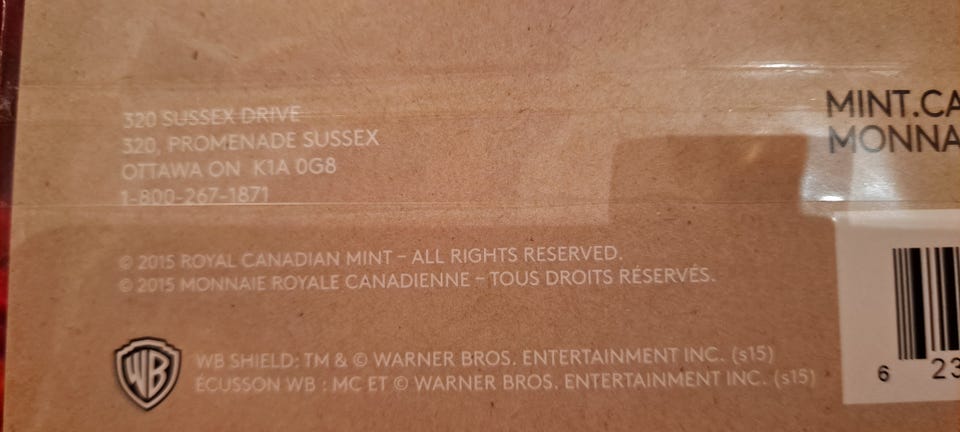 320 SUSSEX DRIVE
320, PROMENADE SUSSEX
OTTAWA ON K1A 0G8
1-800-267-1871
MINT.CA
MONNA
© 2015 ROYAL CANADIAN MINT – ALL RIGHTS RESERVED.
© 2015 MONNAIE ROYALE CANADIENNE – TOUS DROITS RÉSERVÉS.
WB
WB SHIELD: TM & © WARNER BROS. ENTERTAINMENT INC. (s15)
ÉCUSSON WB : MC ET © WARNER BROS. ENTERTAINMENT INC. (s15)
6 23